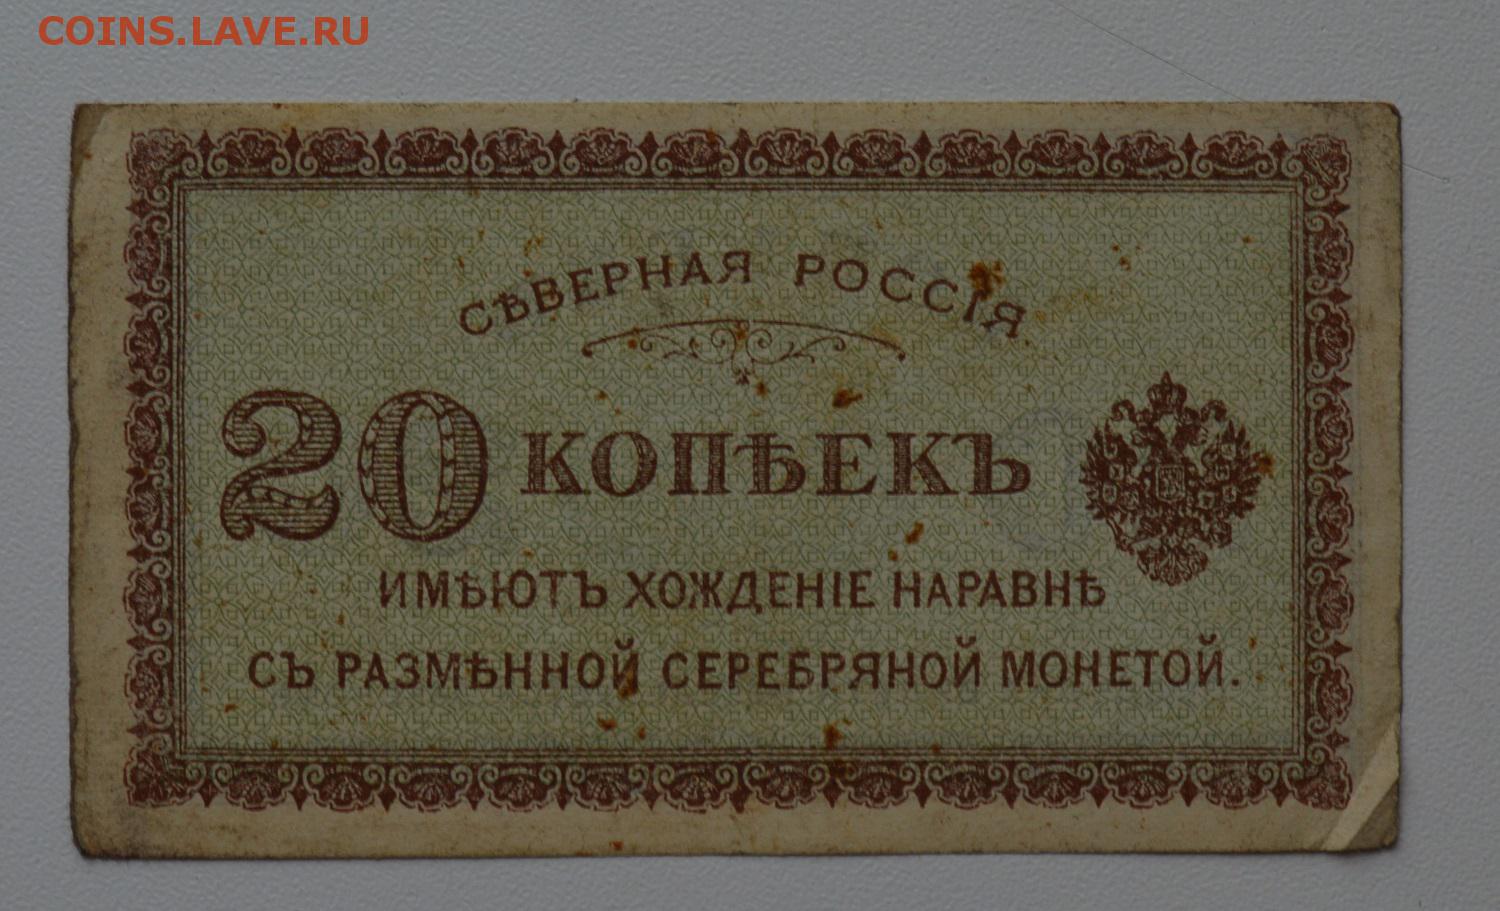 COINS.LAVE.RU
СѢВЕРНАЯ РОССІЯ
20 КОПѢЕКЪ
ИМѢЮТЪ ХОЖДЕНІЕ НАРАВНѢ
СЪ РАЗМѢННОЙ СЕРЕБРЯНОЙ МОНЕТОЙ.